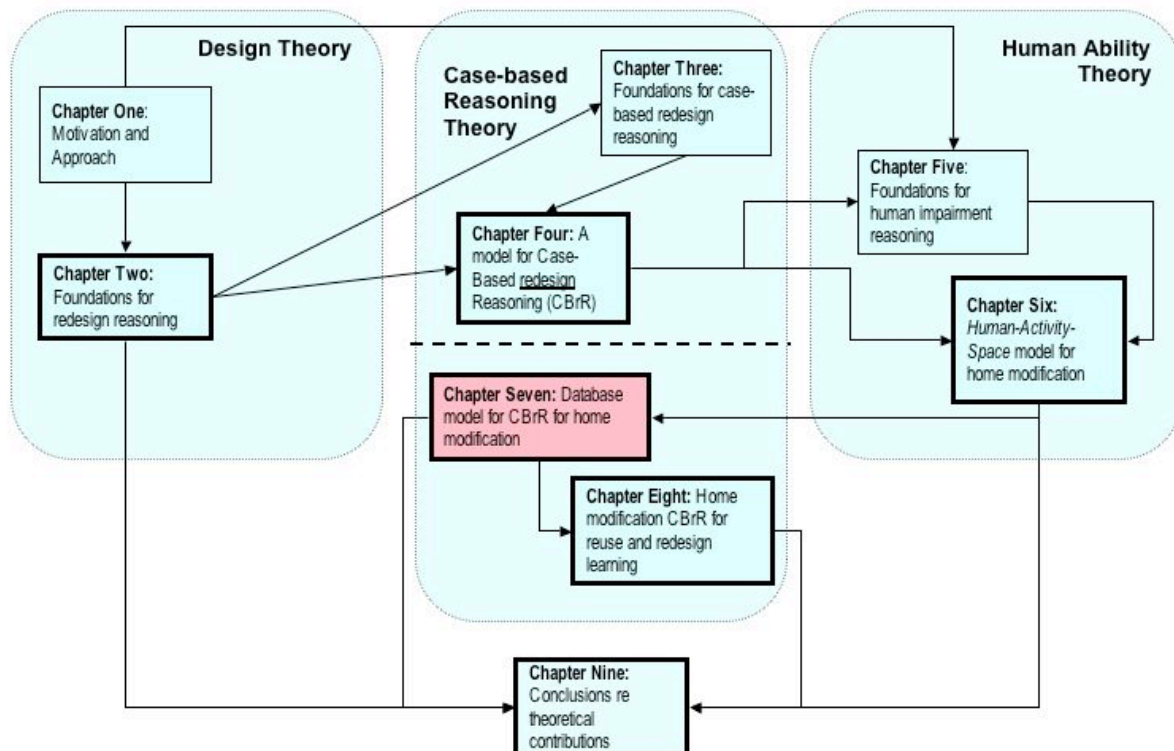 Design Theory
Chapter One:
Motivation and
Approach
Chapter Two:
Foundations for
redesign reasoning
Case-based
Reasoning
Theory
Chapter Three:
Foundations for case-
based redesign
reasoning
Chapter Four: A
model for Case-
Based redesign
Reasoning (CBrR)
Human Ability
Theory
Chapter Five:
Foundations for
human impairment
reasoning
Chapter Six:
Human-Activity-
Space model for
home modification
Chapter Seven: Database
model for CBrR for home
modification
Chapter Eight: Home
modification CBrR for
reuse and redesign
learning
Chapter Nine:
Conclusions re
theoretical
contributions